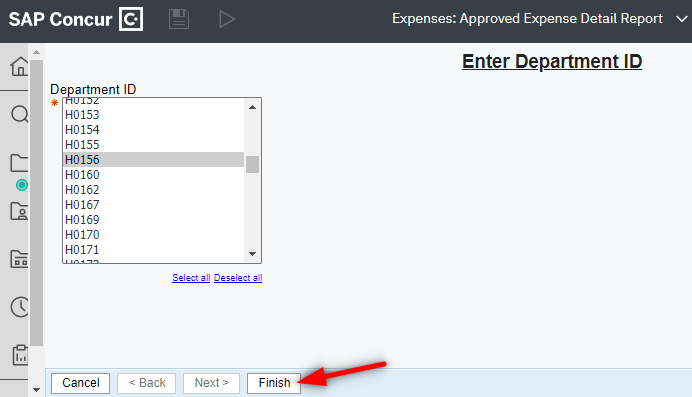 SAP Concur C
Expenses: Approved Expense Detail Report
Enter Department ID
Department ID
* H0152
H0153
H0154
H0155
H0156
H0160
H0162
H0167
H0169
H0170
H0171
Select all Deselect all
Cancel < Back Next > Finish